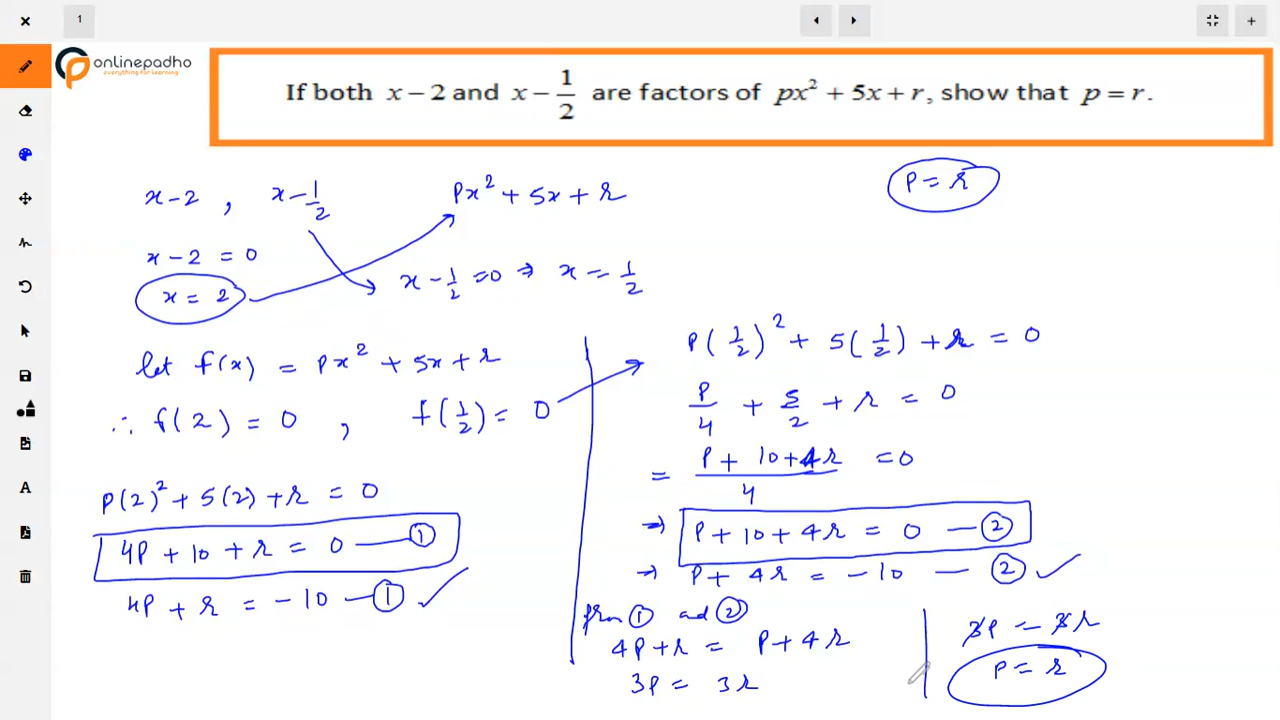 1
onlinepadho
everything for learning
If both x − 2 and x − 1/2 are factors of px² + 5x + r, show that p = r.
x-2 , x-1/2 px² + 5x + r
p = r
x-2 = 0
x = 2
x-1/2 = 0 ⇒ x = 1/2
let f(x) = px² + 5x + r
∴ f(2) = 0 , f(1/2) = 0
p(2)² + 5(2) + r = 0
4p + 10 + r = 0 — ①
4p + r = -10 — ①
p(1/2)² + 5(1/2) + r = 0
p/4 + 5/2 + r = 0
= (p + 10 + 4r)/4 = 0
→ p + 10 + 4r = 0 — ②
→ p + 4r = -10 — ②
from ① and ②
4p + r = p + 4r
3p = 3r
3p = 3r
p = r
A